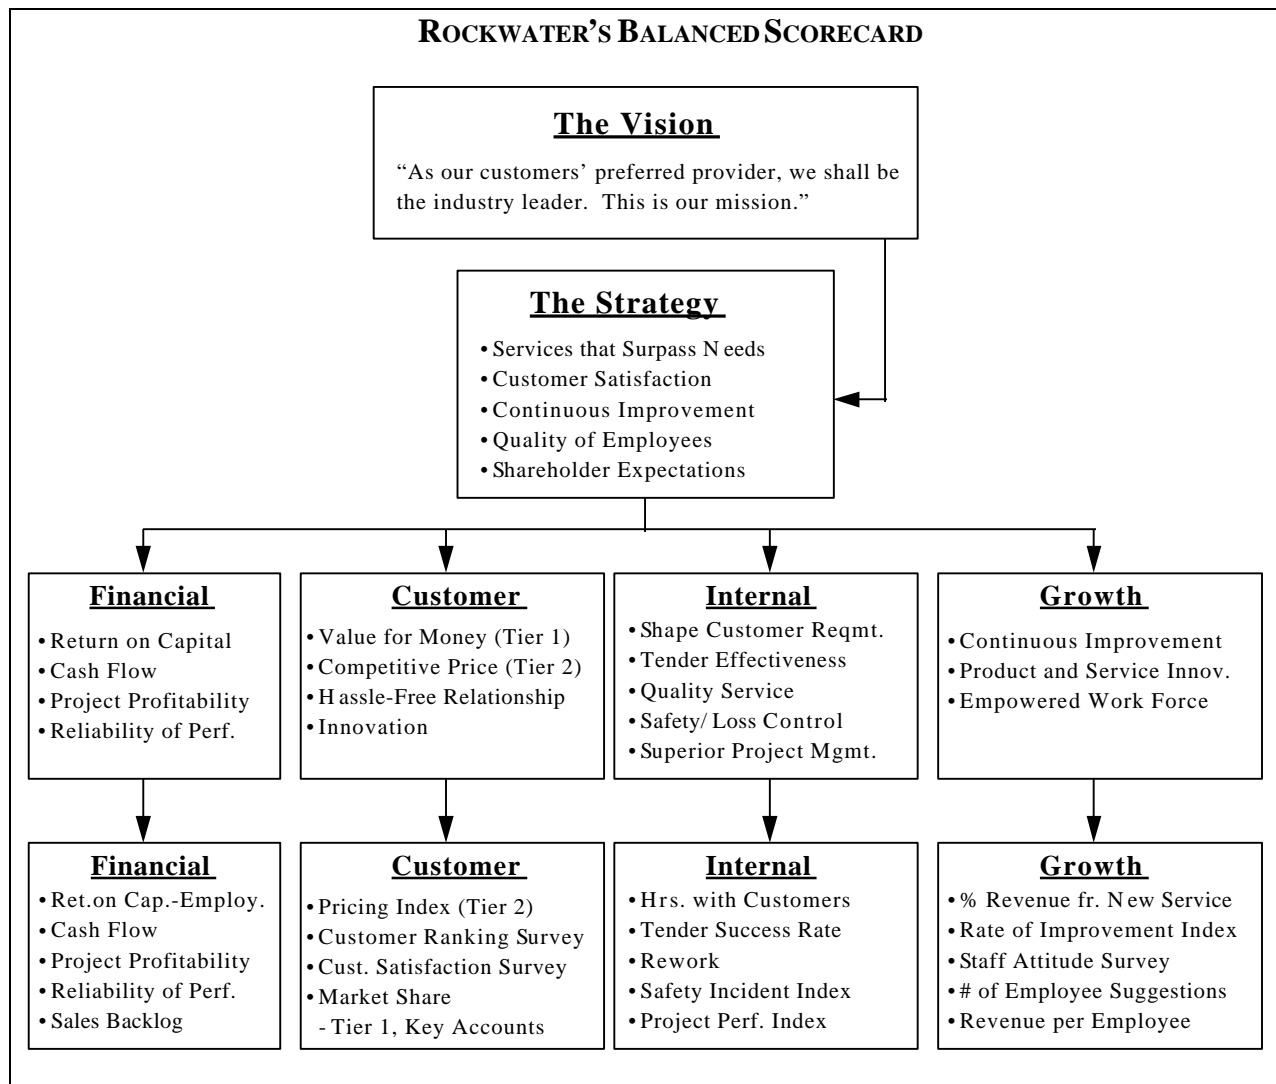 ROCKWATER'S BALANCED SCORECARD
The Vision
“As our customers’ preferred provider, we shall be
the industry leader.  This is our mission.”
The Strategy
• Services that Surpass Needs
• Customer Satisfaction
• Continuous Improvement
• Quality of Employees
• Shareholder Expectations
Financial
• Return on Capital
• Cash Flow
• Project Profitability
• Reliability of Perf.
Customer
• Value for Money (Tier 1)
• Competitive Price (Tier 2)
• Hassle-Free Relationship
• Innovation
Internal
• Shape Customer Reqmt.
• Tender Effectiveness
• Quality Service
• Safety/Loss Control
• Superior Project Mgmt.
Growth
• Continuous Improvement
• Product and Service Innov.
• Empowered Work Force
Financial
• Ret.on Cap.-Employ.
• Cash Flow
• Project Profitability
• Reliability of Perf.
• Sales Backlog
Customer
• Pricing Index (Tier 2)
• Customer Ranking Survey
• Cust. Satisfaction Survey
• Market Share
- Tier 1, Key Accounts
Internal
• Hrs. with Customers
• Tender Success Rate
• Rework
• Safety Incident Index
• Project Perf. Index
Growth
• % Revenue fr. New Service
• Rate of Improvement Index
• Staff Attitude Survey
• # of Employee Suggestions
• Revenue per Employee